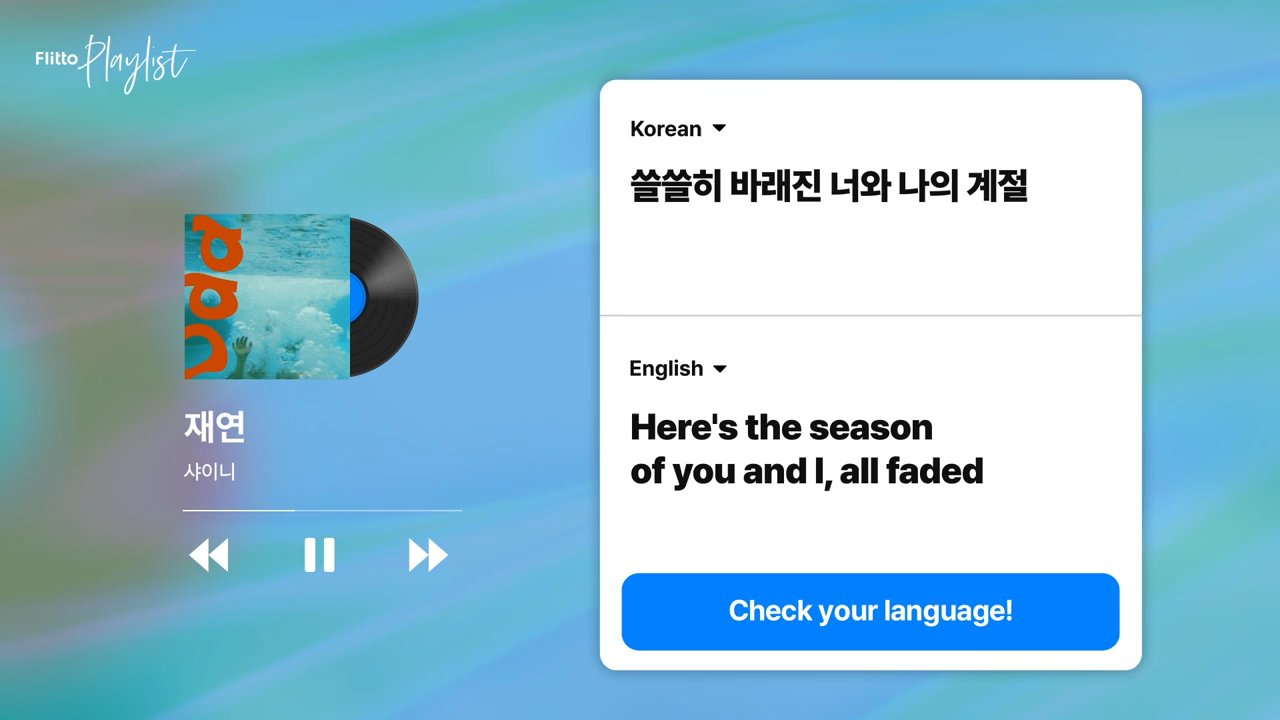 Flitto Playlist
Odd
재연
샤이니
Korean
쓸쓸히 바래진 너와 나의 계절
English
Here's the season
of you and I, all faded
Check your language!